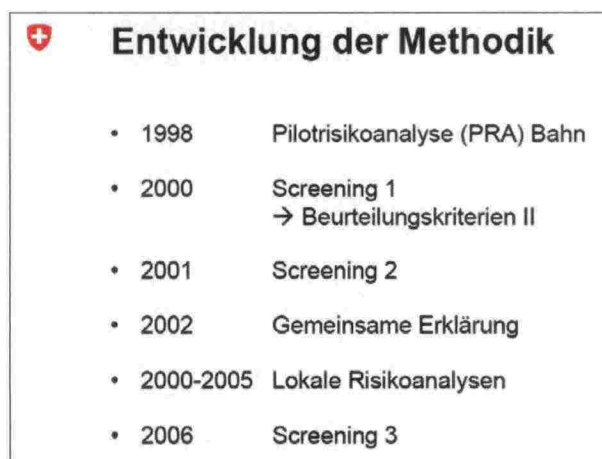 Entwicklung der Methodik
• 1998 Pilotrisikoanalyse (PRA) Bahn
• 2000 Screening 1
→ Beurteilungskriterien II
• 2001 Screening 2
• 2002 Gemeinsame Erklärung
• 2000-2005 Lokale Risikoanalysen
• 2006 Screening 3